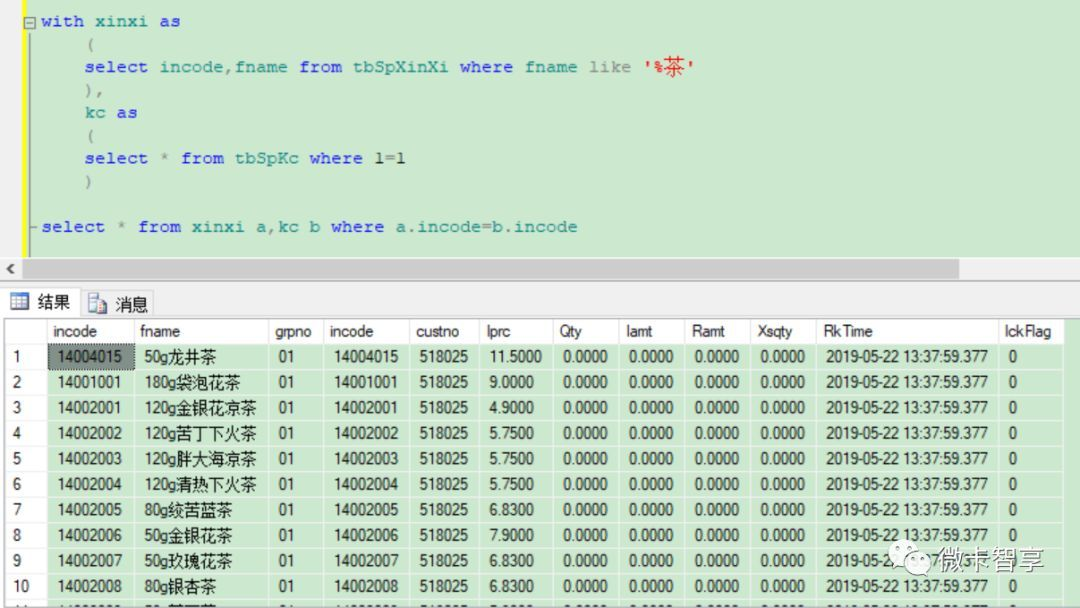 with xinxi as
(
select incode,fname from tbSpXinXi where fname like '%茶'
),
kc as
(
select * from tbSpKc where 1=1
)
select * from xinxi a,kc b where a.incode=b.incode
结果 消息
incode fname grpno incode custno Iprc Qty Iamt Ramt Xsqty RkTime IckFlag
1 14004015 50g龙井茶 01 14004015 518025 11.5000 0.0000 0.0000 0.0000 0.0000 2019-05-22 13:37:59.377 0
2 14001001 180g袋泡花茶 01 14001001 518025 9.0000 0.0000 0.0000 0.0000 0.0000 2019-05-22 13:37:59.377 0
3 14002001 120g金银花凉茶 01 14002001 518025 4.9000 0.0000 0.0000 0.0000 0.0000 2019-05-22 13:37:59.377 0
4 14002002 120g苦丁下火茶 01 14002002 518025 5.7500 0.0000 0.0000 0.0000 0.0000 2019-05-22 13:37:59.377 0
5 14002003 120g胖大海凉茶 01 14002003 518025 5.7500 0.0000 0.0000 0.0000 0.0000 2019-05-22 13:37:59.377 0
6 14002004 120g清热下火茶 01 14002004 518025 5.7500 0.0000 0.0000 0.0000 0.0000 2019-05-22 13:37:59.377 0
7 14002005 80g绞苦蓝茶 01 14002005 518025 6.8300 0.0000 0.0000 0.0000 0.0000 2019-05-22 13:37:59.377 0
8 14002006 50g金银花茶 01 14002006 518025 7.9000 0.0000 0.0000 0.0000 0.0000 2019-05-22 13:37:59.377 0
9 14002007 50g玫瑰花茶 01 14002007 518025 6.8300 0.0000 0.0000 0.0000 0.0000 2019-05-22 13:37:59.377 0
10 14002008 80g银杏茶 01 14002008 518025 6.8300 0.0000 0.0000 0.0000 0.0000 2019-05-22 13:37:59.377 0
微卡智享